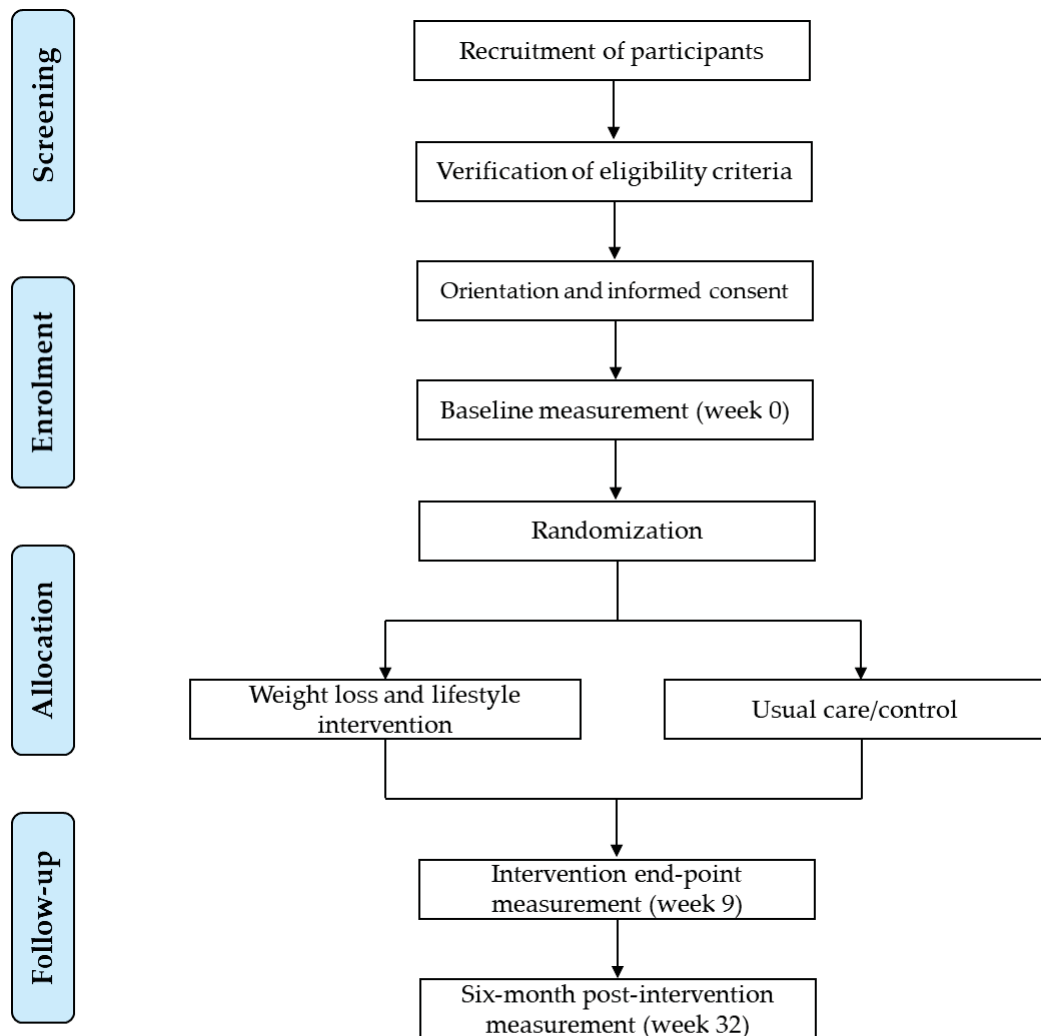 Screening
Recruitment of participants
Verification of eligibility criteria
Enrolment
Orientation and informed consent
Baseline measurement (week 0)
Randomization
Allocation
Weight loss and lifestyle
intervention
Usual care/control
Follow-up
Intervention end-point
measurement (week 9)
Six-month post-intervention
measurement (week 32)